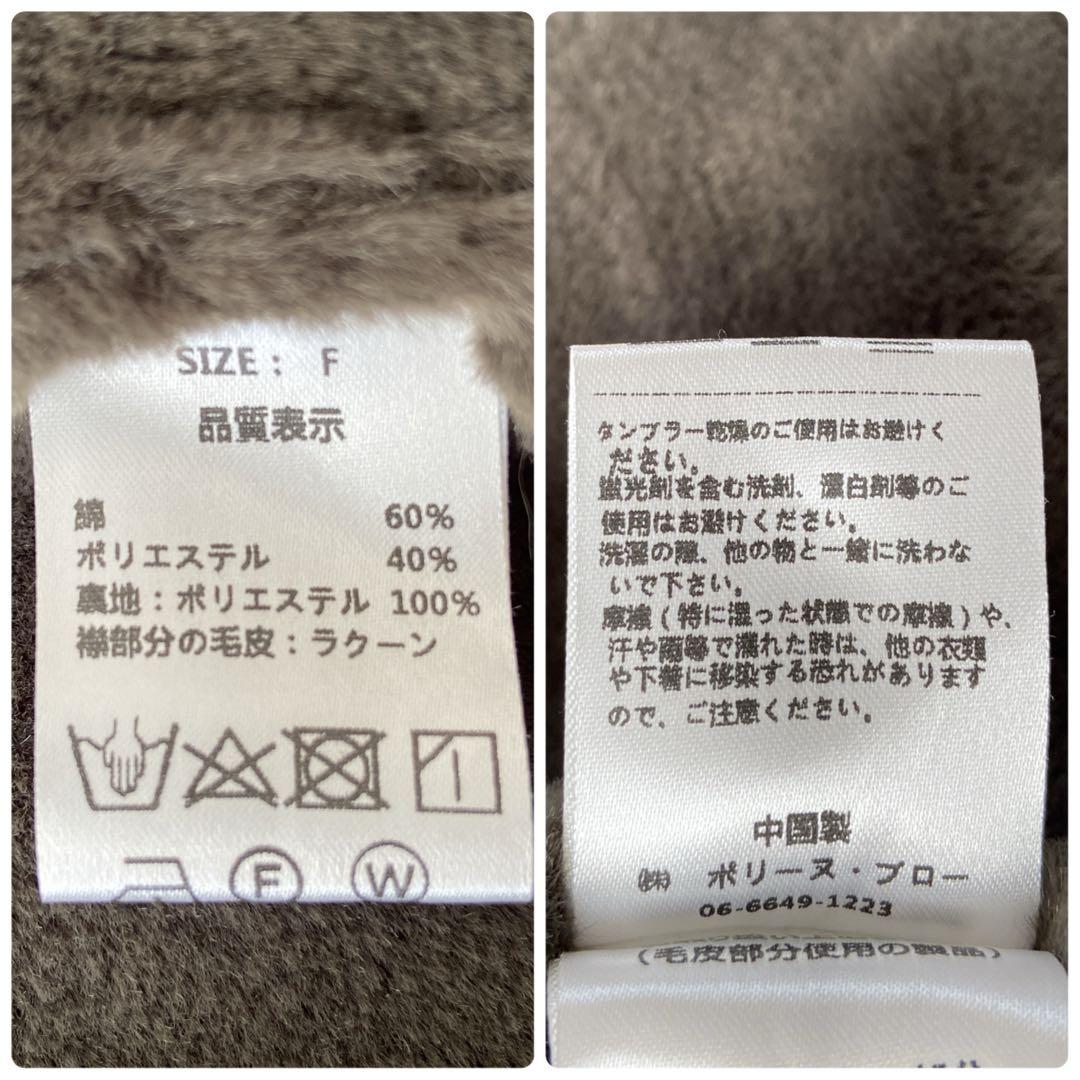 SIZE： F
品質表示
綿 60%
ポリエステル 40%
裏地：ポリエステル 100%
襟部分の毛皮：ラクーン
F W
タンブラー乾燥のご使用はお避けく
ださい。
蛍光剤を含む洗剤、漂白剤等のご
使用はお避けください。
洗濯の際、他の物と一緒に洗わな
いで下さい。
摩擦(特に湿った状態での摩擦)や、
汗や雨等で濡れた時は、他の衣類
や下着に移染する恐れがあります
ので、ご注意ください。
中国製
㈱ ポリーヌ・ブロー
06-6649-1223
(毛皮部分使用の製品)